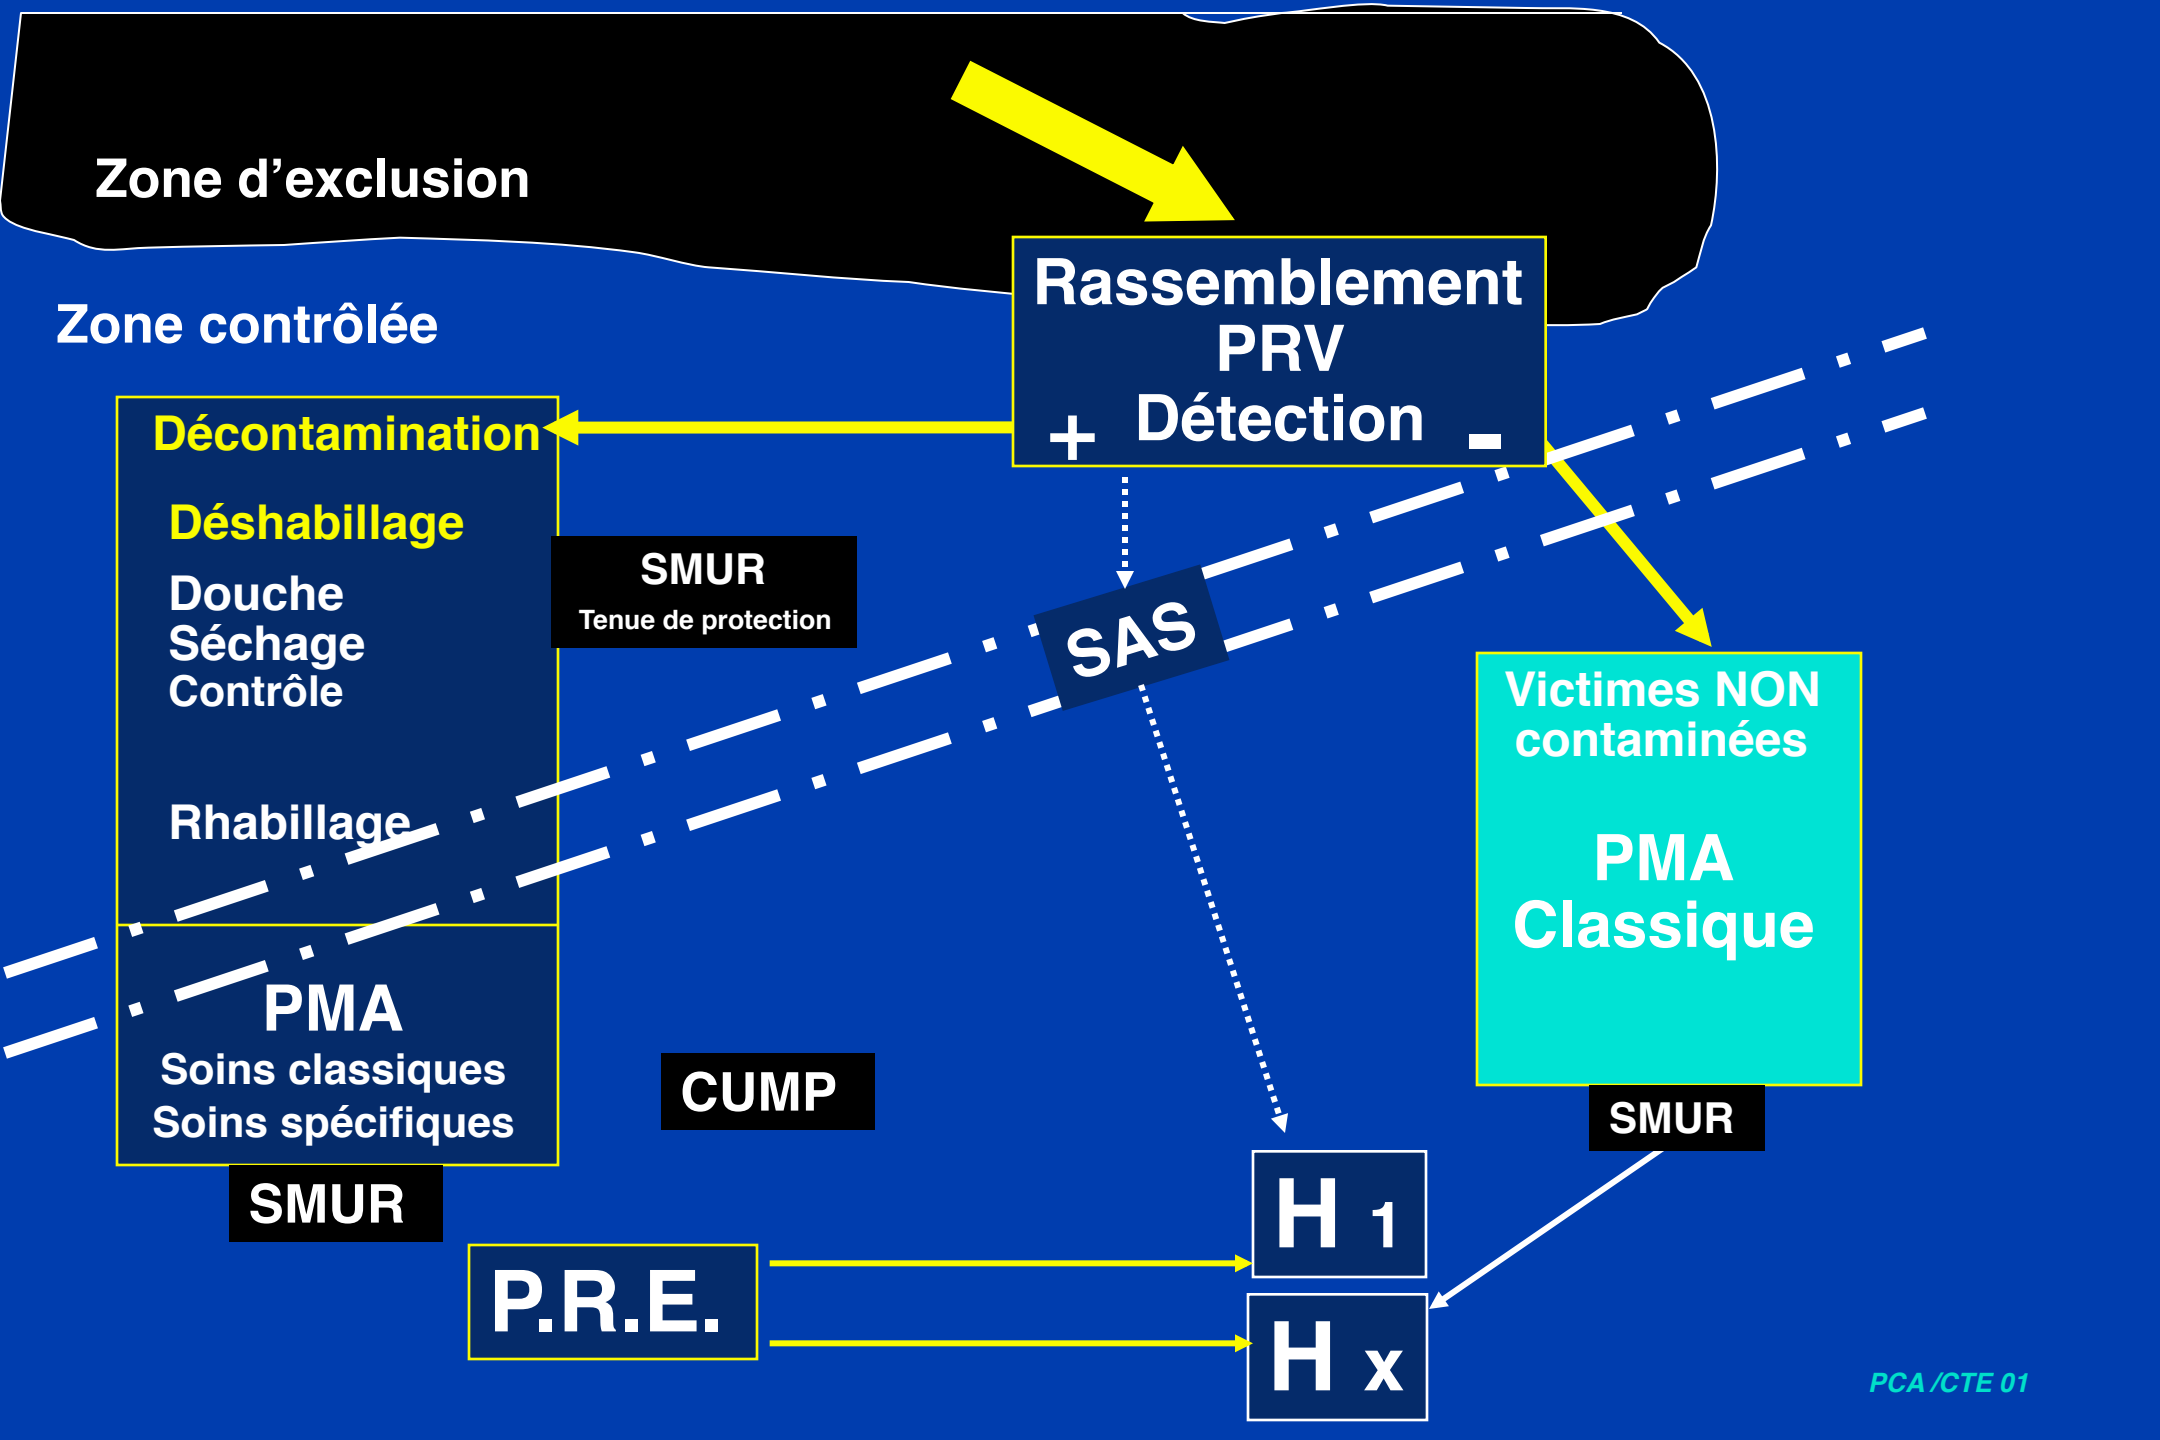 Zone d’exclusion
Zone contrôlée
Rassemblement
PRV
+ Détection -
Décontamination
Déshabillage
Douche
Séchage
Contrôle
Rhabillage
SMUR
Tenue de protection
SAS
Victimes NON
contaminées
PMA
Classique
SMUR
PMA
Soins classiques
Soins spécifiques
SMUR
CUMP
P.R.E.
H 1
H x
PCA /CTE 01